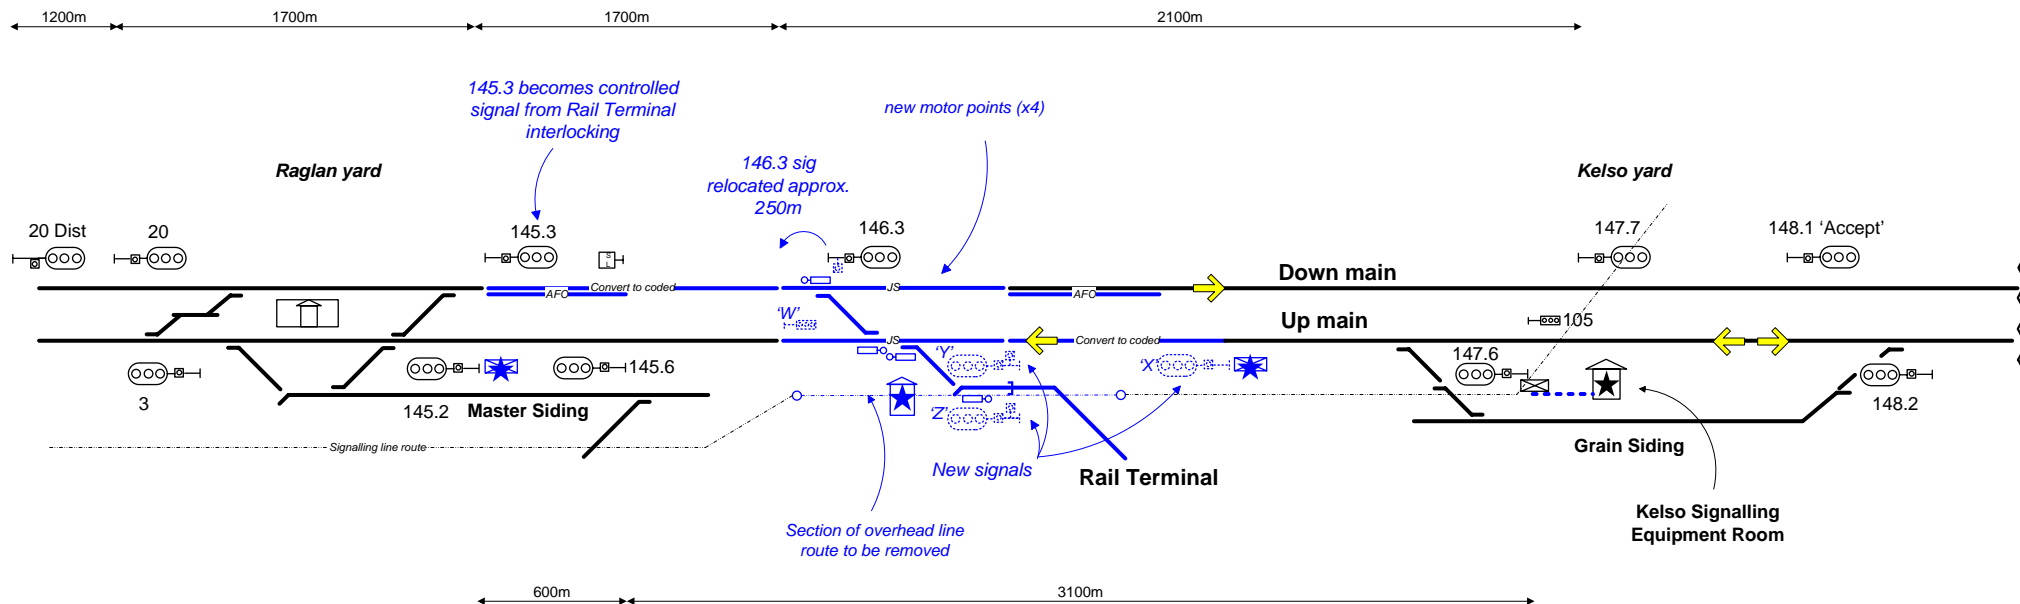 1200m
1700m
1700m
2100m
145.3 becomes controlled
signal from Rail Terminal
interlocking
new motor points (x4)
146.3 sig
relocated approx.
250m
Raglan yard
Kelso yard
20 Dist
20
145.3
S
L
146.3
147.7
148.1 ‘Accept’
Down main
Convert to coded
AFO
JS
AFO
‘W’
Up main
105
JS
Convert to coded
3
145.2
145.6
‘Y’
‘X’
147.6
148.2
Master Siding
‘Z’
Grain Siding
Signalling line route
New signals
Rail Terminal
Section of overhead line
route to be removed
Kelso Signalling
Equipment Room
600m
3100m